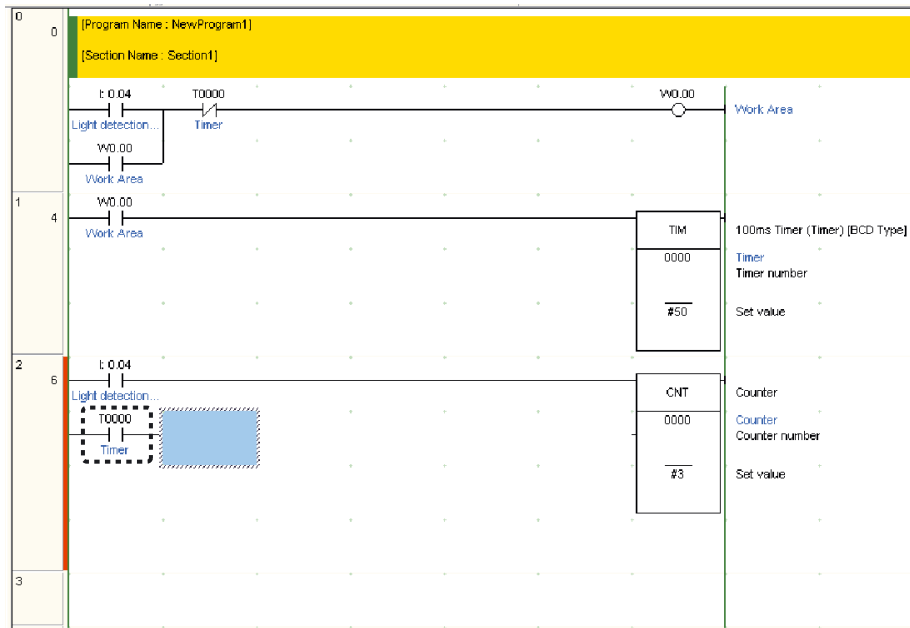 0
0
[Program Name : NewProgram1]
[Section Name : Section1]
I: 0.04
T0000
W0.00
Light detection...
Timer
Work Area
W0.00
Work Area
1
4
W0.00
Work Area
TIM
100ms Timer (Timer) [BCD Type]
0000
Timer
Timer number
#50
Set value
2
6
I: 0.04
Light detection...
CNT
Counter
T0000
Timer
0000
Counter
Counter number
#3
Set value
3